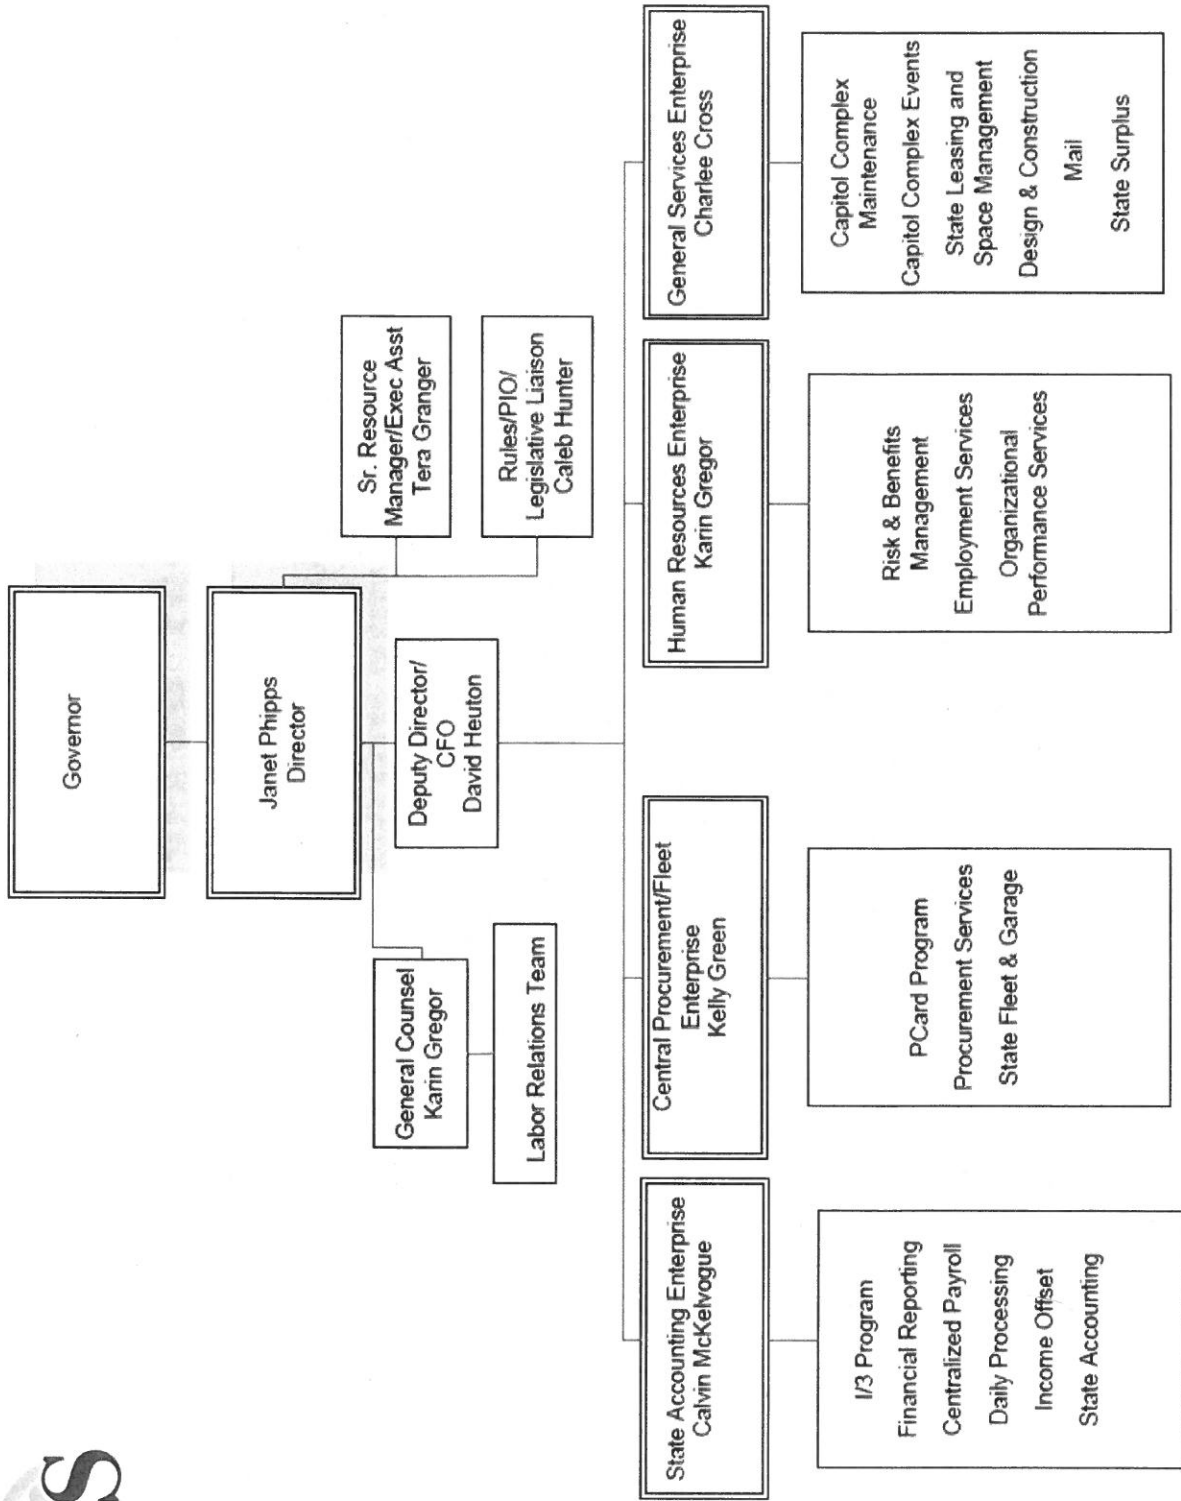 S
Governor
Janet Phipps
Director
Sr. Resource
Manager/Exec Asst
Tera Granger
Rules/PIO/
Legislative Liaison
Caleb Hunter
General Counsel
Karin Gregor
Labor Relations Team
Deputy Director/
CFO
David Heuton
State Accounting Enterprise
Calvin McKelvogue
Central Procurement/Fleet
Enterprise
Kelly Green
Human Resources Enterprise
Karin Gregor
General Services Enterprise
Charlee Cross
I/3 Program
Financial Reporting
Centralized Payroll
Daily Processing
Income Offset
State Accounting
PCard Program
Procurement Services
State Fleet & Garage
Risk & Benefits
Management
Employment Services
Organizational
Performance Services
Capitol Complex
Maintenance
Capitol Complex Events
State Leasing and
Space Management
Design & Construction
Mail
State Surplus